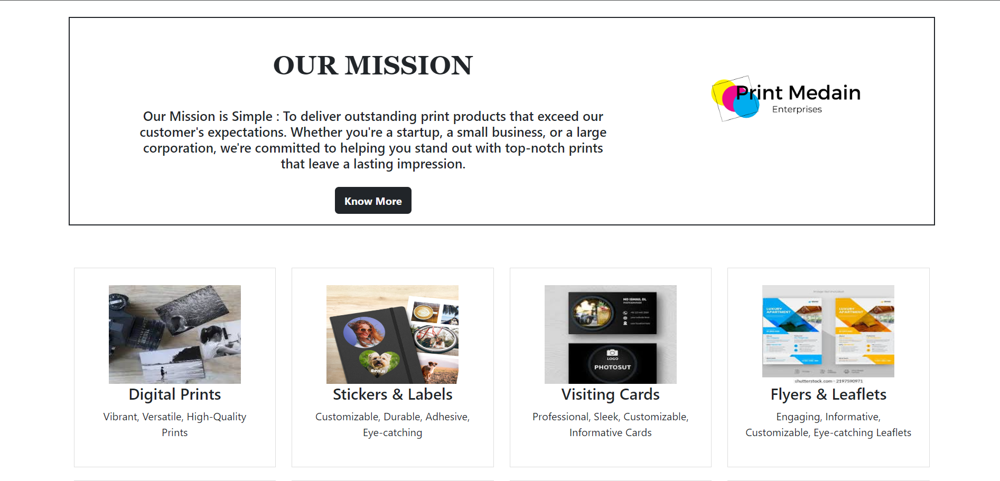 OUR MISSION
Our Mission is Simple : To deliver outstanding print products that exceed our
customer's expectations. Whether you're a startup, a small business, or a large
corporation, we're committed to helping you stand out with top-notch prints
that leave a lasting impression.
Know More
Print Medain
Enterprises
BENJI
MD ISMAIL DL
PHOTOGRAPHER
LOGO
PHOTOSUT
LUXURY
APARTMENT
LUXURY
APARTMENT
shutterstock.com · 2197590971
Digital Prints
Vibrant, Versatile, High-Quality
Prints
Stickers & Labels
Customizable, Durable, Adhesive,
Eye-catching
Visiting Cards
Professional, Sleek, Customizable,
Informative Cards
Flyers & Leaflets
Engaging, Informative,
Customizable, Eye-catching Leaflets